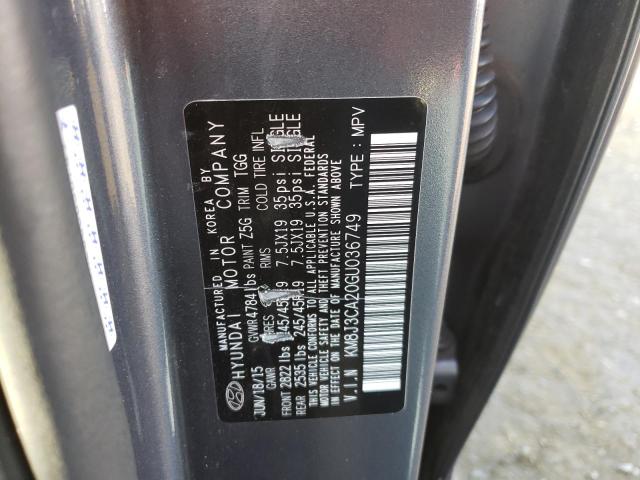 MANUFACTURED IN KOREA BY
HYUNDAI MOTOR COMPANY
JUN/18/15 GVWR 4784 lbs PAINT Z5G TRIM TGG
GAWR TIRES RIMS COLD TIRE INFL
FRONT 2822 lbs 245/45R19 7.5JX19 35psi SINGLE
REAR 2535 lbs 245/45R19 7.5JX19 35psi SINGLE
THIS VEHICLE CONFORMS TO ALL APPLICABLE U.S.A. FEDERAL
MOTOR VEHICLE SAFETY, BUMPER, AND THEFT PREVENTION STANDARDS
IN EFFECT ON THE DATE OF MANUFACTURE SHOWN ABOVE
V.I.N KM8J3CA20GU036749 TYPE : MPV